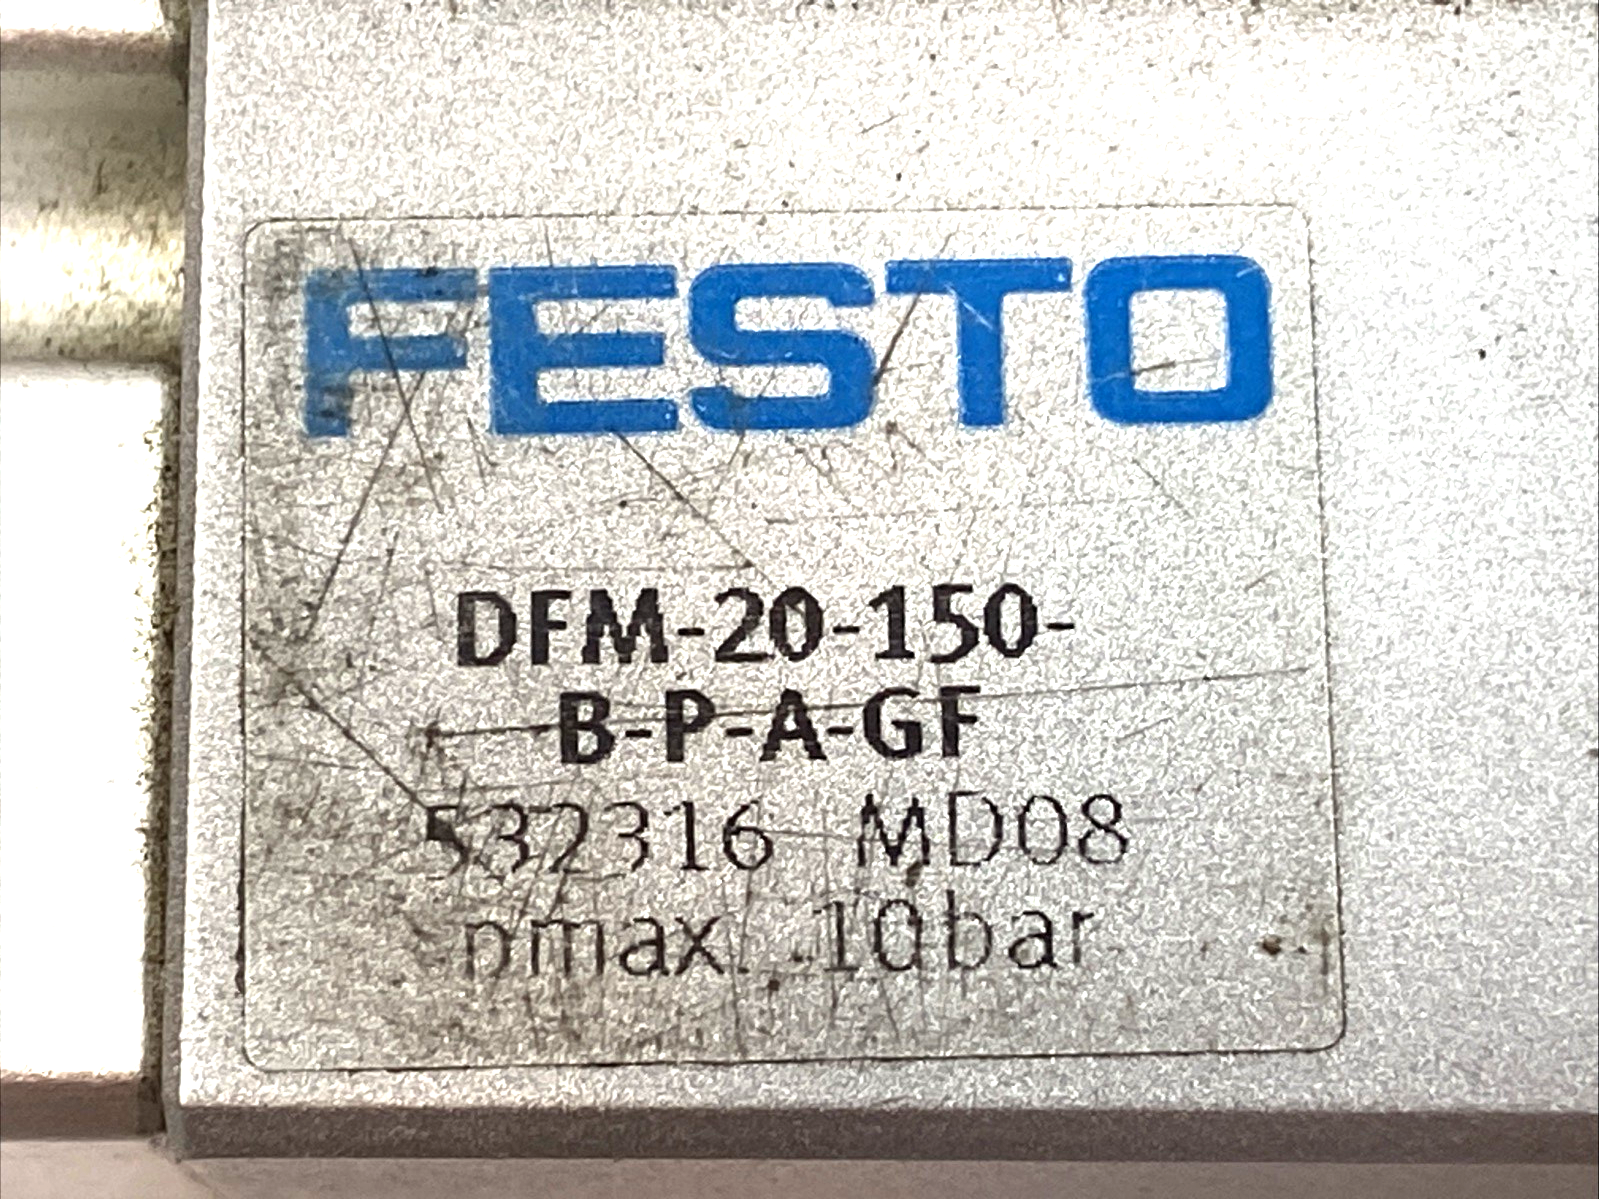 FESTO
DFM-20-150-
B-P-A-GF
532316 MD08
pmax. 10bar